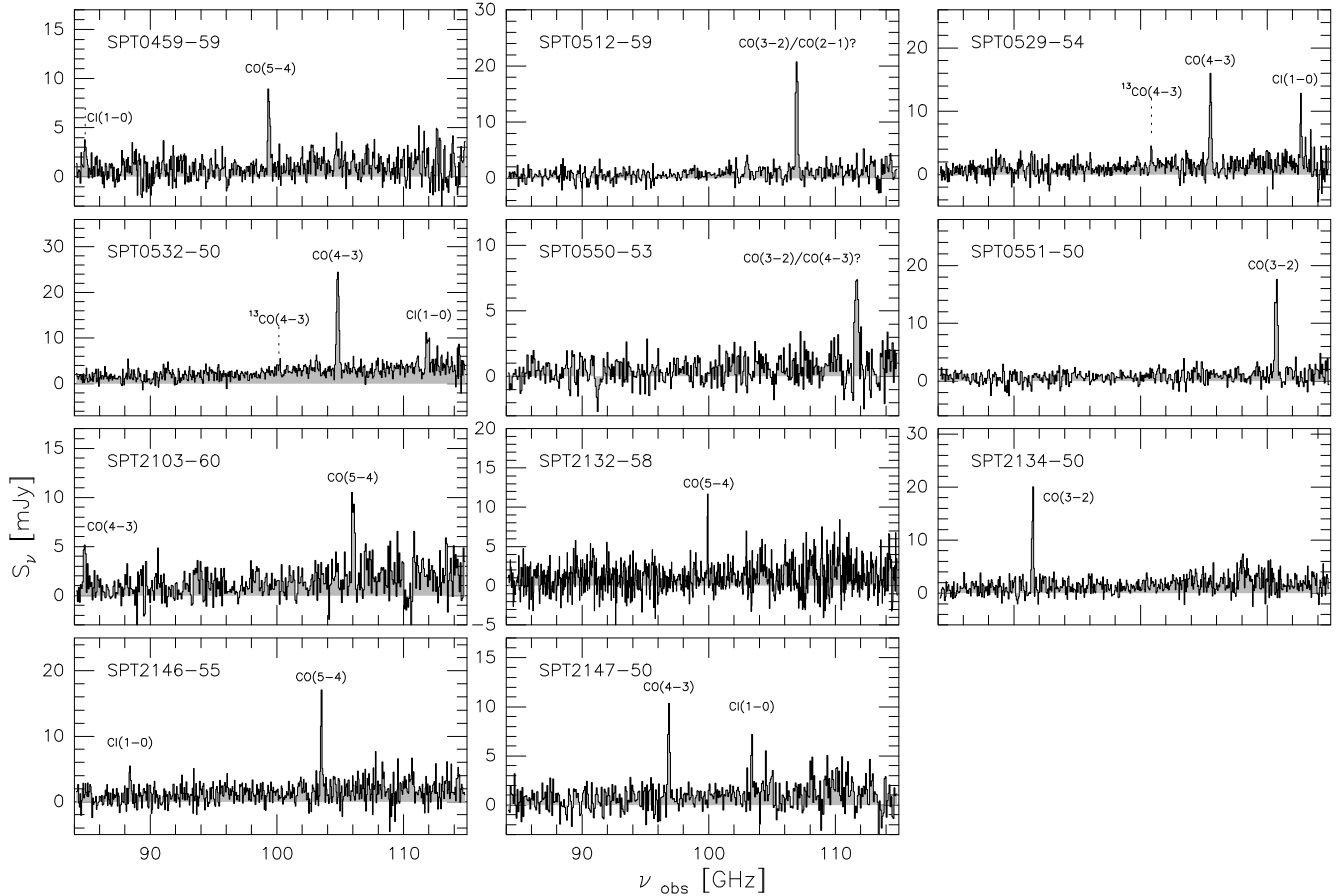 SPT0459−59
CO(5−4)
CI(1−0)
15
10
5
0
SPT0512−59
CO(3−2)/CO(2−1)?
30
20
10
0
SPT0529−54
CO(4−3)
¹³CO(4−3)
CI(1−0)
24
16
8
0
SPT0532−50
CO(4−3)
¹³CO(4−3)
CI(1−0)
30
20
10
0
SPT0550−53
CO(3−2)/CO(4−3)?
10
5
0
SPT0551−50
CO(3−2)
20
10
0
SPT2103−60
CO(5−4)
CO(4−3)
15
10
5
0
SPT2132−58
CO(5−4)
20
15
10
5
0
−5
SPT2134−50
CO(3−2)
30
20
10
0
SPT2146−55
CO(5−4)
CI(1−0)
20
10
0
90 100 110
SPT2147−50
CO(4−3)
CI(1−0)
15
10
5
0
90 100 110
S_ν [mJy]
ν obs [GHz]